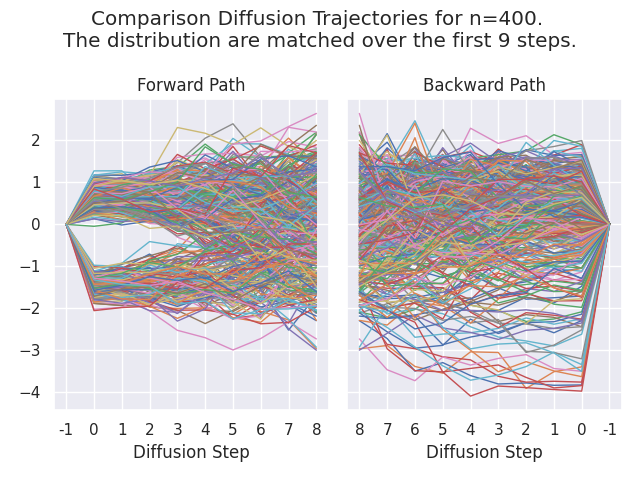 Comparison Diffusion Trajectories for n=400.
The distribution are matched over the first 9 steps.
Forward Path
Backward Path
2
1
0
−1
−2
−3
−4
-1 0 1 2 3 4 5 6 7 8
8 7 6 5 4 3 2 1 0 -1
Diffusion Step
Diffusion Step